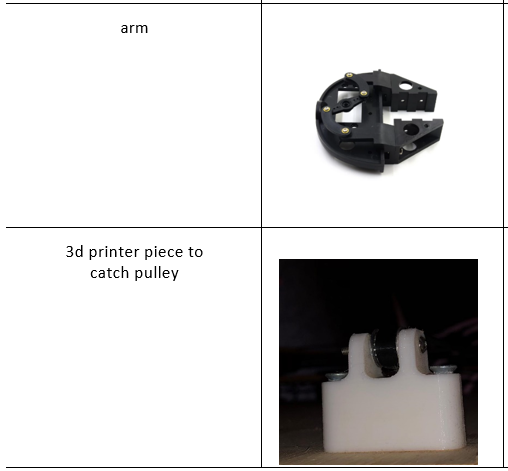 arm
3d printer piece to
catch pulley